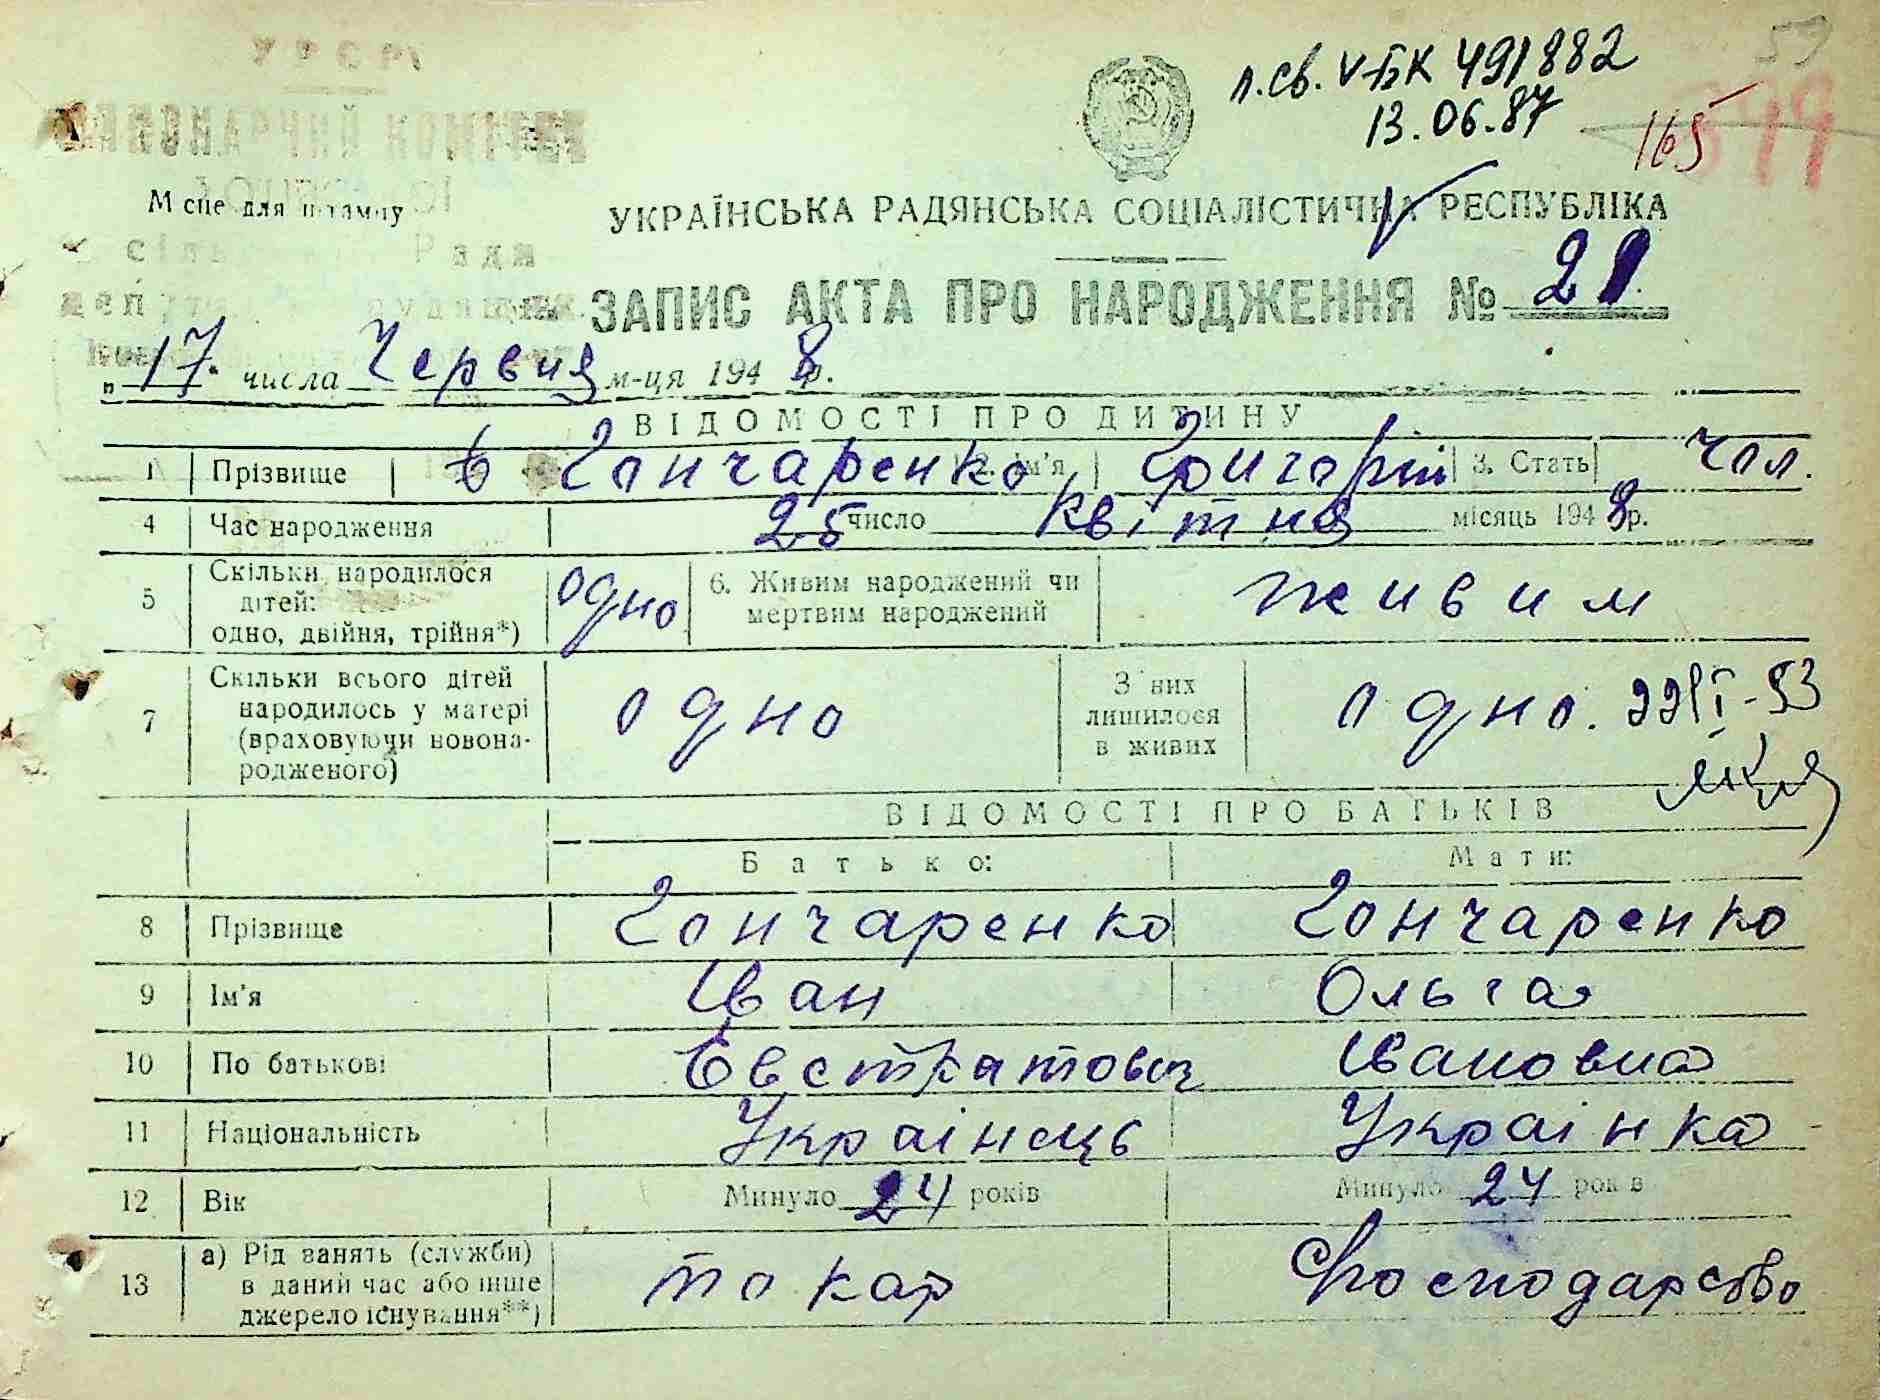 УРСР
п.св. V-БК 491882
59
13.06.87
165
Місце для штампу
УКРАЇНСЬКА РАДЯНСЬКА СОЦІАЛІСТИЧНА РЕСПУБЛІКА
ЗАПИС АКТА ПРО НАРОДЖЕННЯ № 21
"17" числа Червня м-ця 1948 р.
ВІДОМОСТІ ПРО ДИТИНУ
1 Прізвище Гончаренко 2. Ім'я Григорій 3. Стать Чол.
4 Час народження 25 число Квітня місяць 1948 р.
5 Скільки народилося дітей: одно, двійня, трійня*) одно 6. Живим народжений чи мертвим народжений живим
7 Скільки всього дітей народилось у матері (враховуючи новонародженого) одно З них лишилося в живих одно.
ВІДОМОСТІ ПРО БАТЬКІВ
Батько: Мати:
8 Прізвище Гончаренко Гончаренко
9 Ім'я Іван Ольга
10 По батькові Євстратович Івановна
11 Національність Українець Українка
12 Вік Минуло 24 років Минуло 24 років
13 а) Рід занять (служби) в даний час або інше джерело існування**) токар господарство